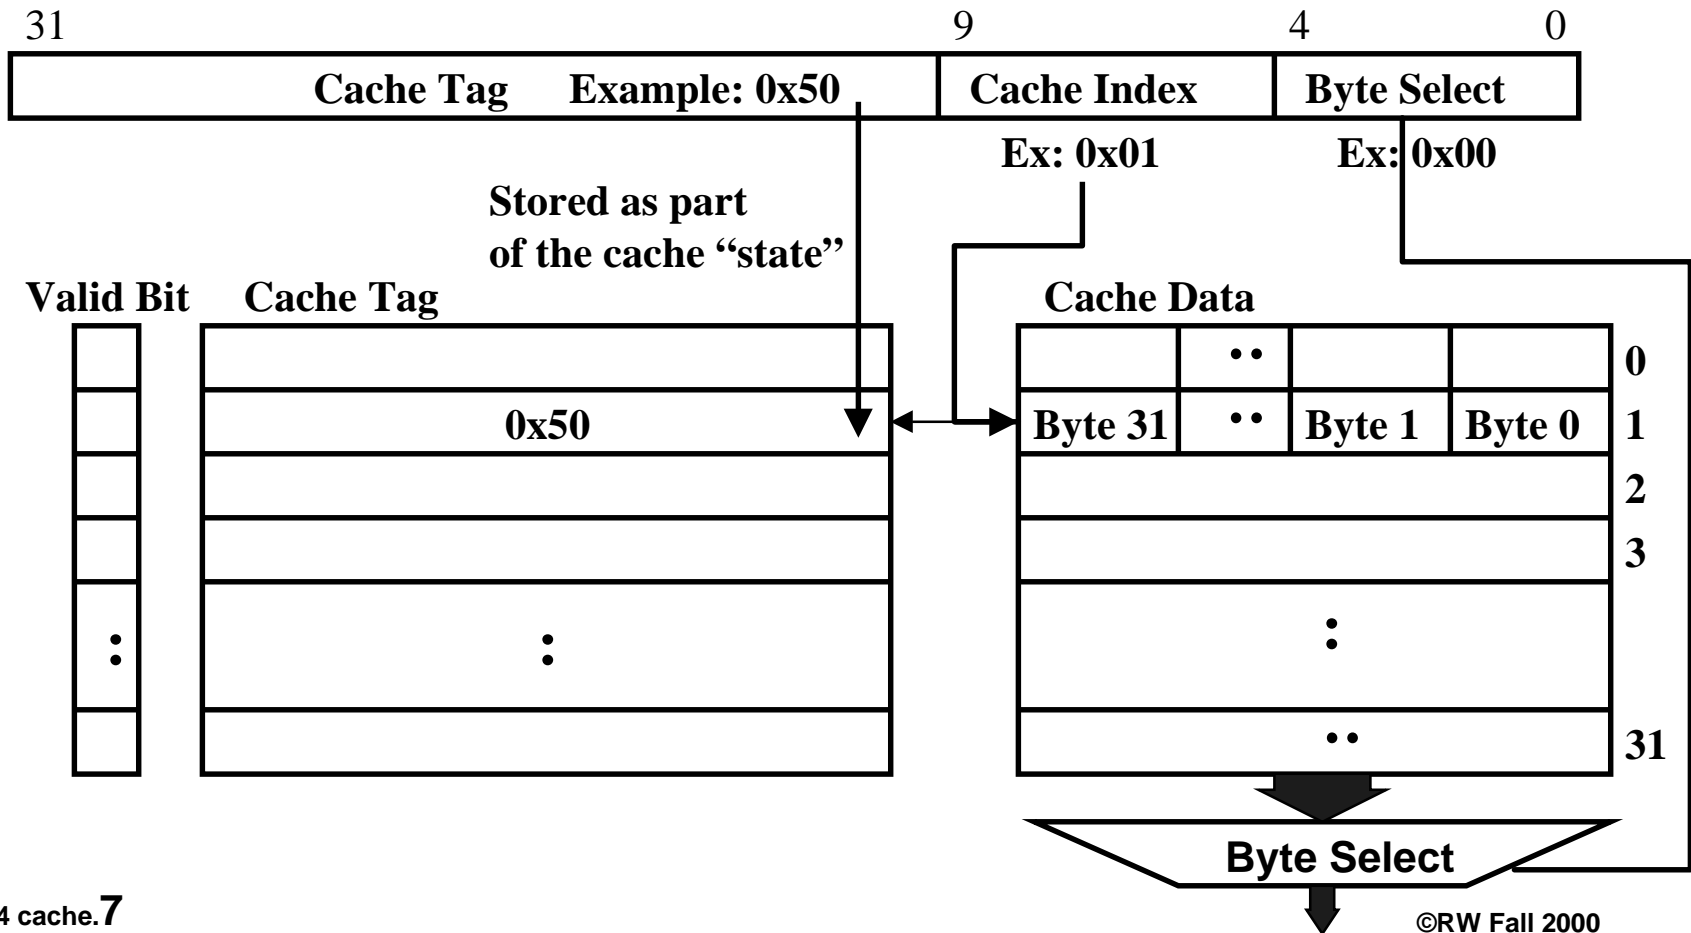 31 9 4 0
Cache Tag Example: 0x50 Cache Index Byte Select
Ex: 0x01 Ex: 0x00
Stored as part
of the cache “state”
Valid Bit Cache Tag Cache Data
0
0x50 Byte 31 Byte 1 Byte 0 1
2
3
31
Byte Select
4 cache.7 ©RW Fall 2000